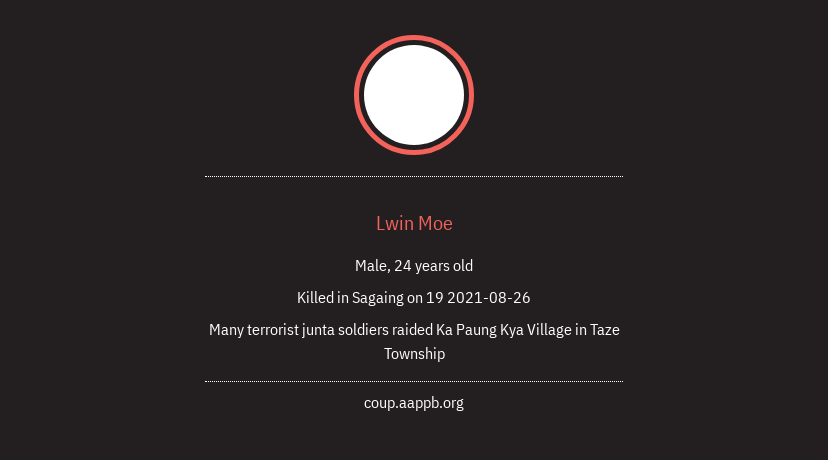 Lwin Moe
Male, 24 years old
Killed in Sagaing on 19 2021-08-26
Many terrorist junta soldiers raided Ka Paung Kya Village in Taze
Township
coup.aappb.org